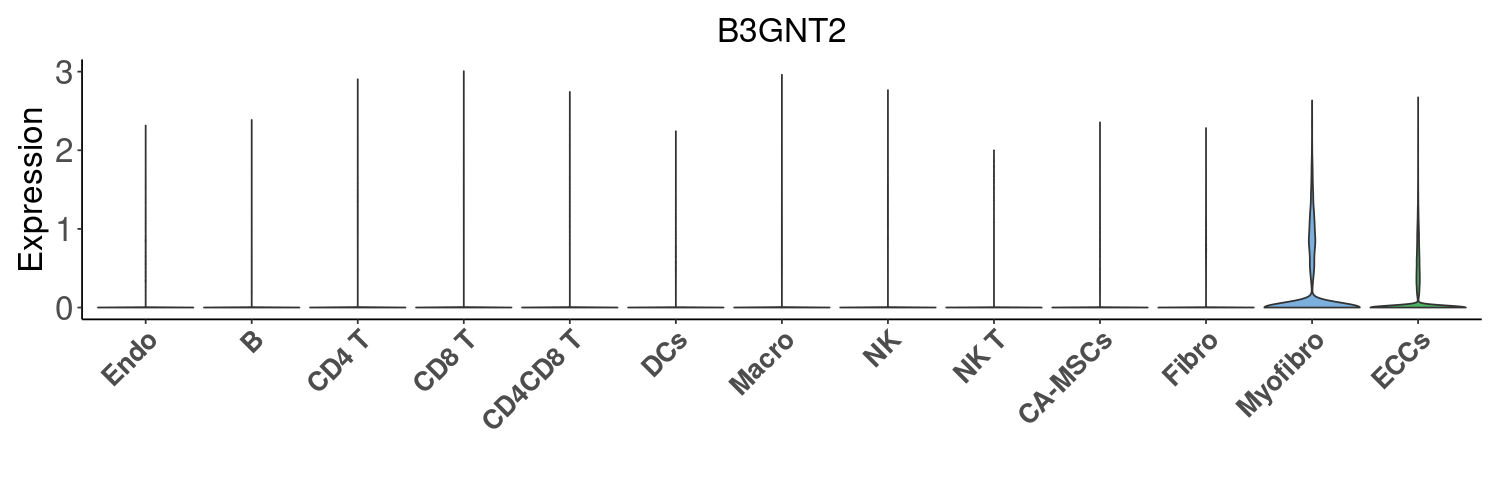 B3GNT2
Expression
3
2
1
0
Endo
B
CD4 T
CD8 T
CD4CD8 T
DCs
Macro
NK
NK T
CA-MSCs
Fibro
Myofibro
ECCs